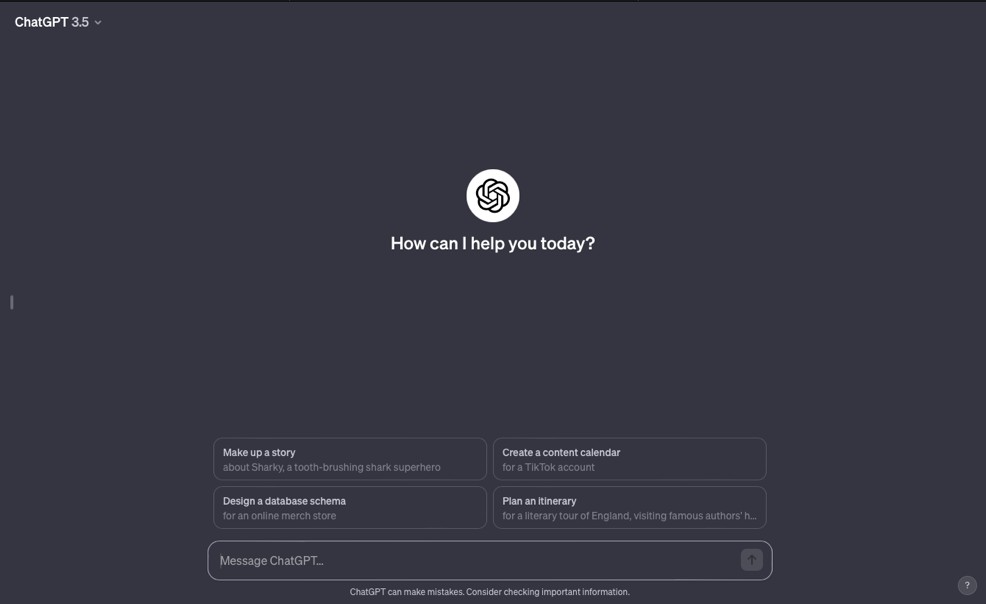 ChatGPT 3.5
How can I help you today?
Make up a story
about Sharky, a tooth-brushing shark superhero
Create a content calendar
for a TikTok account
Design a database schema
for an online merch store
Plan an itinerary
for a literary tour of England, visiting famous authors' h...
Message ChatGPT...
ChatGPT can make mistakes. Consider checking important information.
?